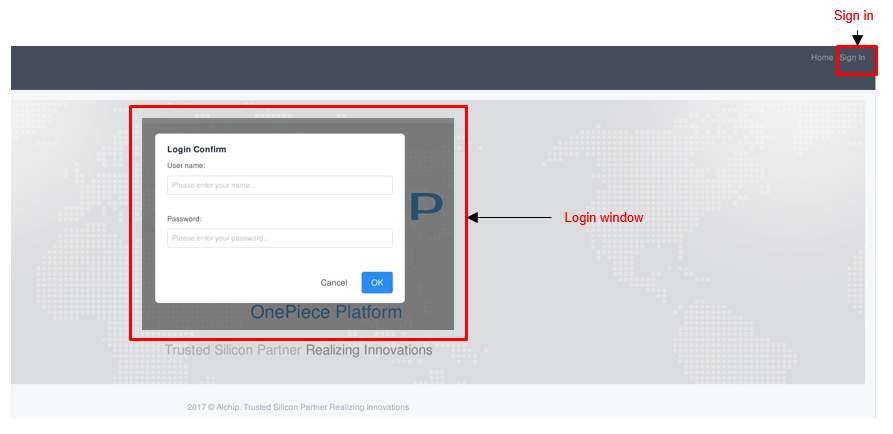 Sign in
Home
Sign In
Login Confirm
User name:
Please enter your name...
P
Password:
Please enter your password...
Login window
Cancel
OK
OnePiece Platform
Trusted Silicon Partner Realizing Innovations
2017 © Alchip. Trusted Silicon Partner Realizing Innovations